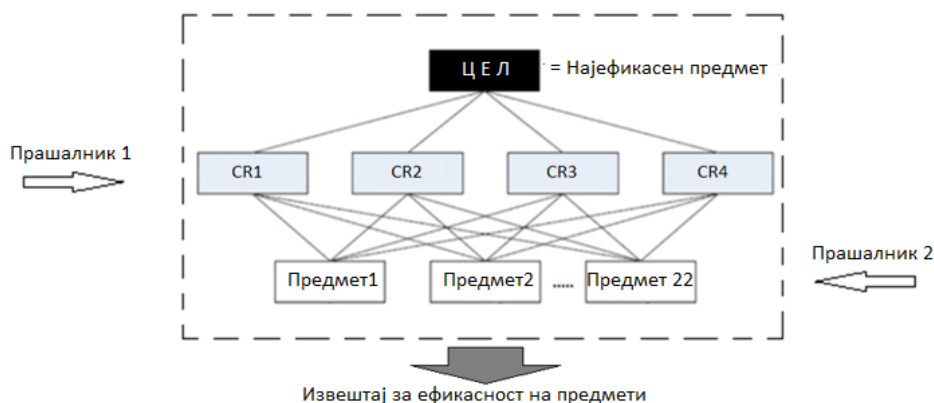 Ц Е Л = Најефикасен предмет
Прашалник 1
CR1 CR2 CR3 CR4
Прашалник 2
Предмет1 Предмет2 ..... Предмет 22
Извештај за ефикасност на предмети